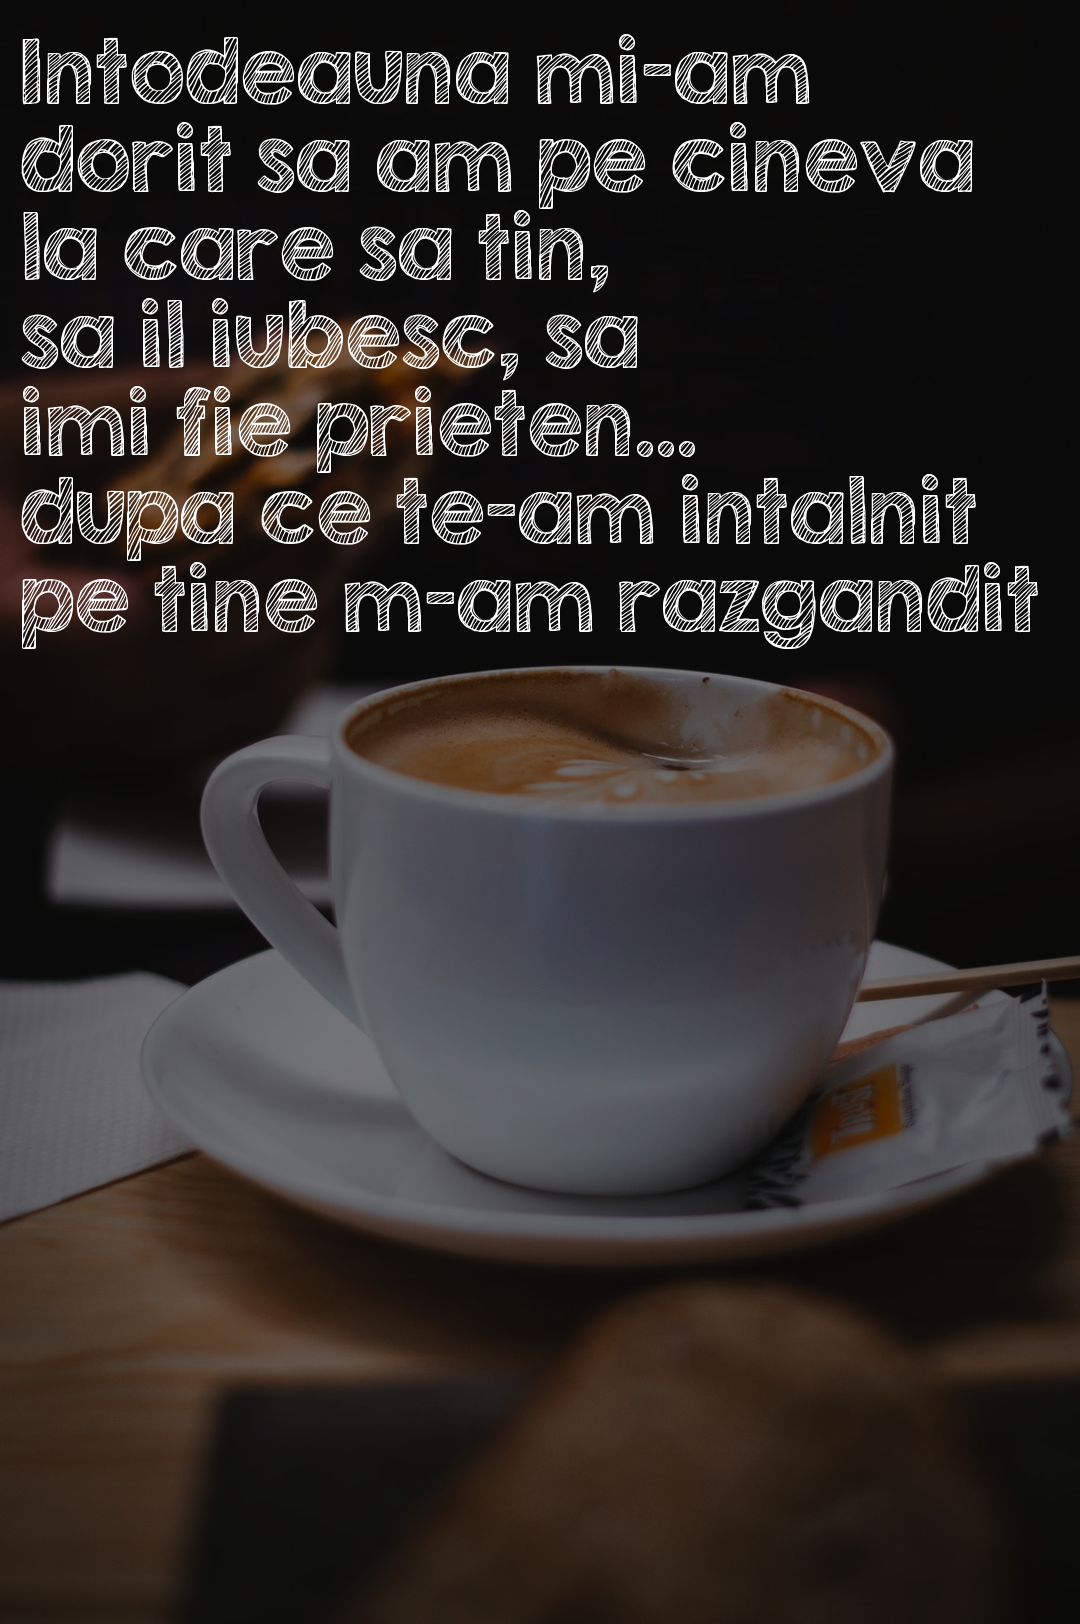 Intodeauna mi-am
dorit sa am pe cineva
la care sa tin,
sa il iubesc, sa
imi fie prieten...
dupa ce te-am intalnit
pe tine m-am razgandit